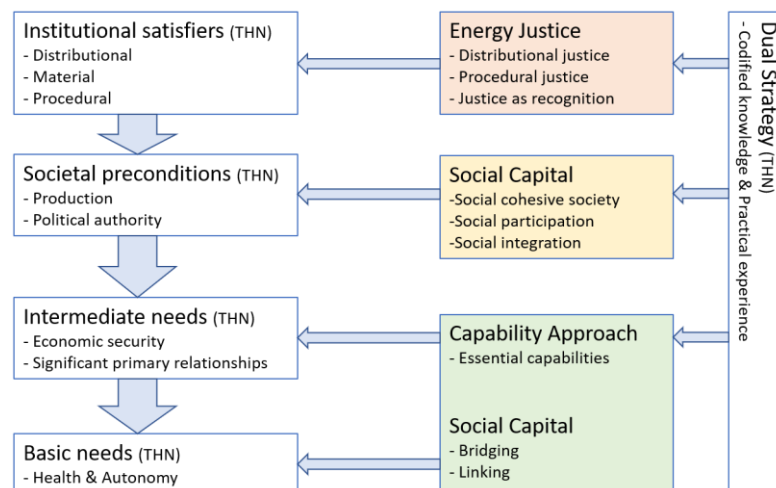 Institutional satisfiers (THN)
- Distributional
- Material
- Procedural
Energy Justice
- Distributional justice
- Procedural justice
- Justice as recognition
Societal preconditions (THN)
- Production
- Political authority
Social Capital
-Social cohesive society
-Social participation
-Social integration
Intermediate needs (THN)
- Economic security
- Significant primary relationships
Capability Approach
- Essential capabilities
Basic needs (THN)
- Health & Autonomy
Social Capital
- Bridging
- Linking
Dual Strategy (THN)
- Codified knowledge & Practical experience